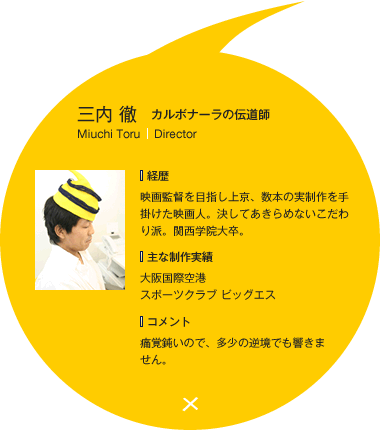 三内 徹 カルボナーラの伝道師
Miuchi Toru | Director
経歴
映画監督を目指し上京、数本の実制作を手
掛けた映画人。決してあきらめないこだわ
り派。関西学院大卒。
主な制作実績
大阪国際空港
スポーツクラブ ビッグエス
コメント
痛覚鈍いので、多少の逆境でも響きま
せん。